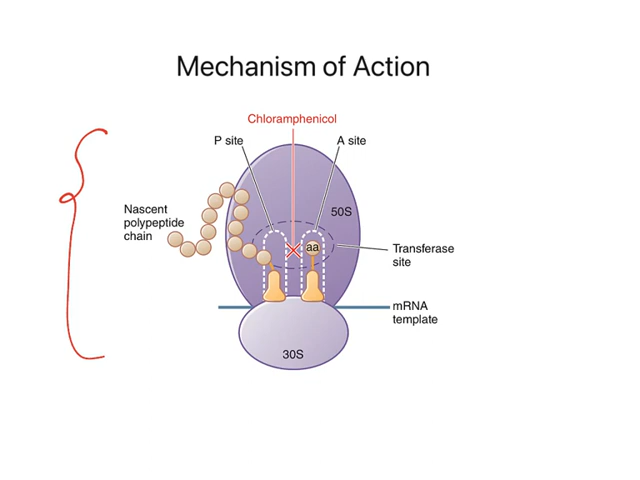 Mechanism of Action
Chloramphenicol
P site
A site
50S
Nascent
polypeptide
chain
aa
Transferase
site
mRNA
template
30S